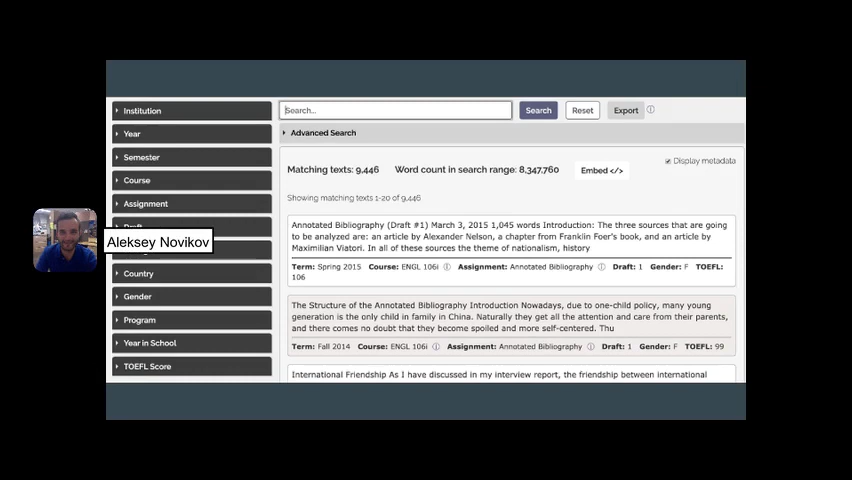 Institution
Year
Semester
Course
Assignment
Draft
Country
Gender
Program
Year in School
TOEFL Score
Aleksey Novikov
Search...
Search
Reset
Export
Advanced Search
Matching texts: 9,446 Word count in search range: 8,347,760 Embed </>
Display metadata
Showing matching texts 1-20 of 9,446
Annotated Bibliography (Draft #1) March 3, 2015 1,045 words Introduction: The three sources that are going
to be analyzed are: an article by Alexander Nelson, a chapter from Franklin Foer's book, and an article by
Maximilian Viatori. In all of these sources the theme of nationalism, history
Term: Spring 2015 Course: ENGL 106i Assignment: Annotated Bibliography Draft: 1 Gender: F TOEFL:
106
The Structure of the Annotated Bibliography Introduction Nowadays, due to one-child policy, many young
generation is the only child in family in China. Naturally they get all the attention and care from their parents,
and there comes no doubt that they become spoiled and more self-centered. Thu
Term: Fall 2014 Course: ENGL 106i Assignment: Annotated Bibliography Draft: 1 Gender: F TOEFL: 99
International Friendship As I have discussed in my interview report, the friendship between international